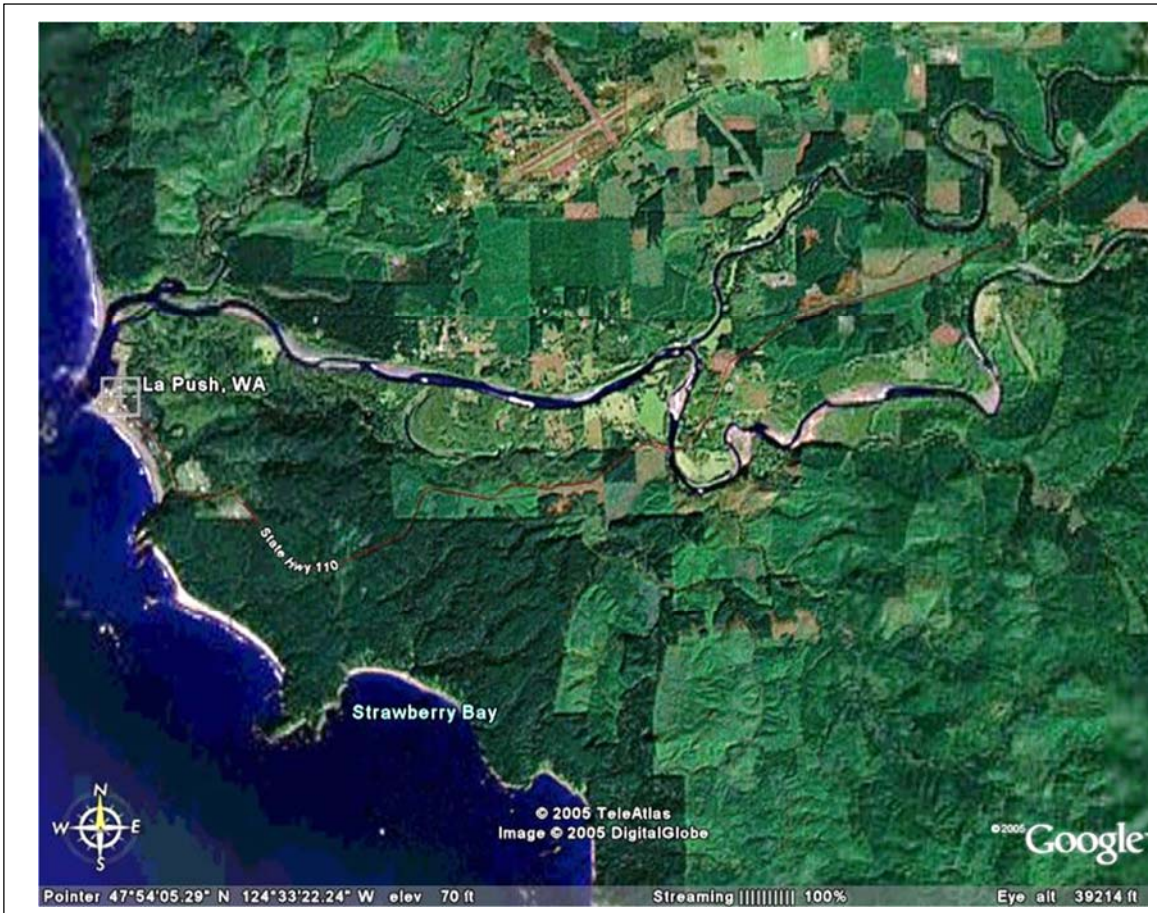 La Push, WA
State Hwy 110
Strawberry Bay
N
W E
S
© 2005 TeleAtlas
Image © 2005 DigitalGlobe
©2005 Google
Pointer 47°54'05.29" N 124°33'22.24" W elev 70 ft Streaming |||||||||| 100% Eye alt 39214 ft